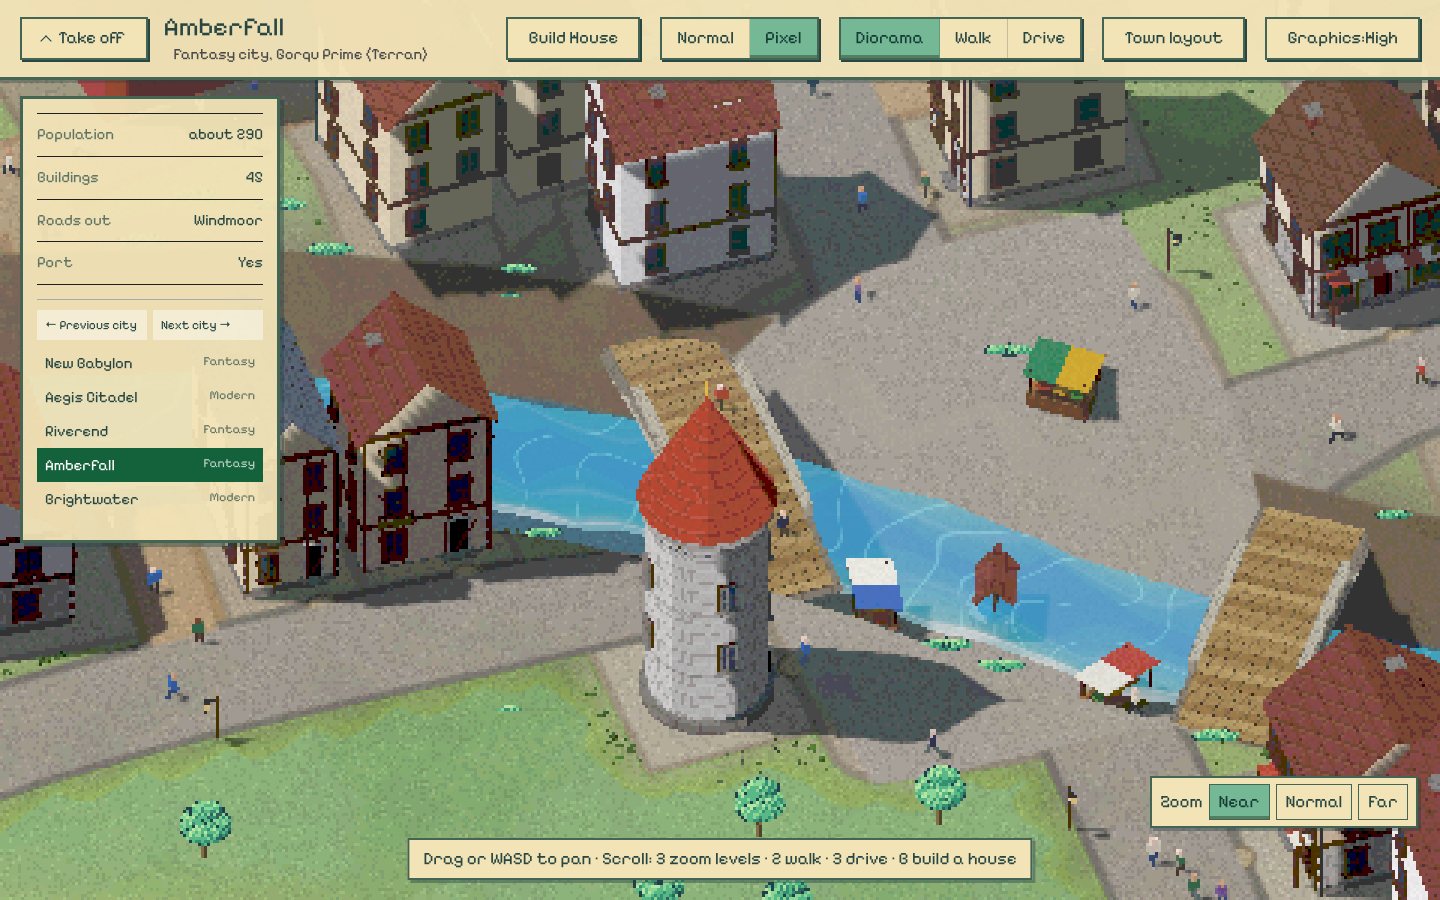 ^ Take off
Amberfall
Fantasy city, Gorqu Prime (Terran)
Build House
Normal Pixel
Diorama Walk Drive
Town layout
Graphics:High
Population about 290
Buildings 45
Roads out Windmoor
Port Yes
← Previous city Next city →
New Babylon Fantasy
Aegis Citadel Modern
Riverend Fantasy
Amberfall Fantasy
Brightwater Modern
Zoom Near Normal Far
Drag or WASD to pan · Scroll: 3 zoom levels · 2 walk · 3 drive · B build a house